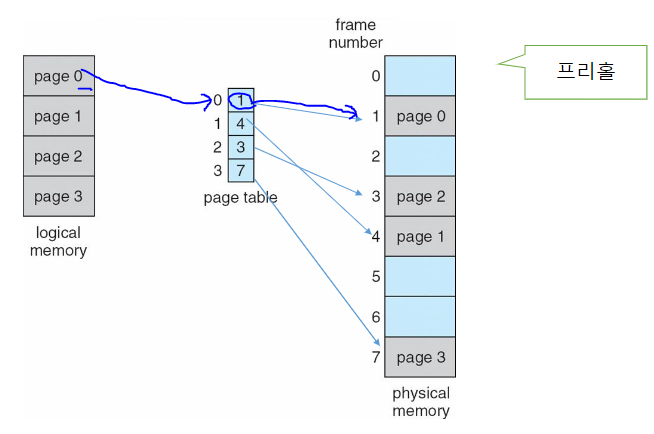 frame
number
page 0
page 1
page 2
page 3
logical
memory
0 1
1 4
2 3
3 7
page table
0
1 page 0
2
3 page 2
4 page 1
5
6
7 page 3
physical
memory
프리홀